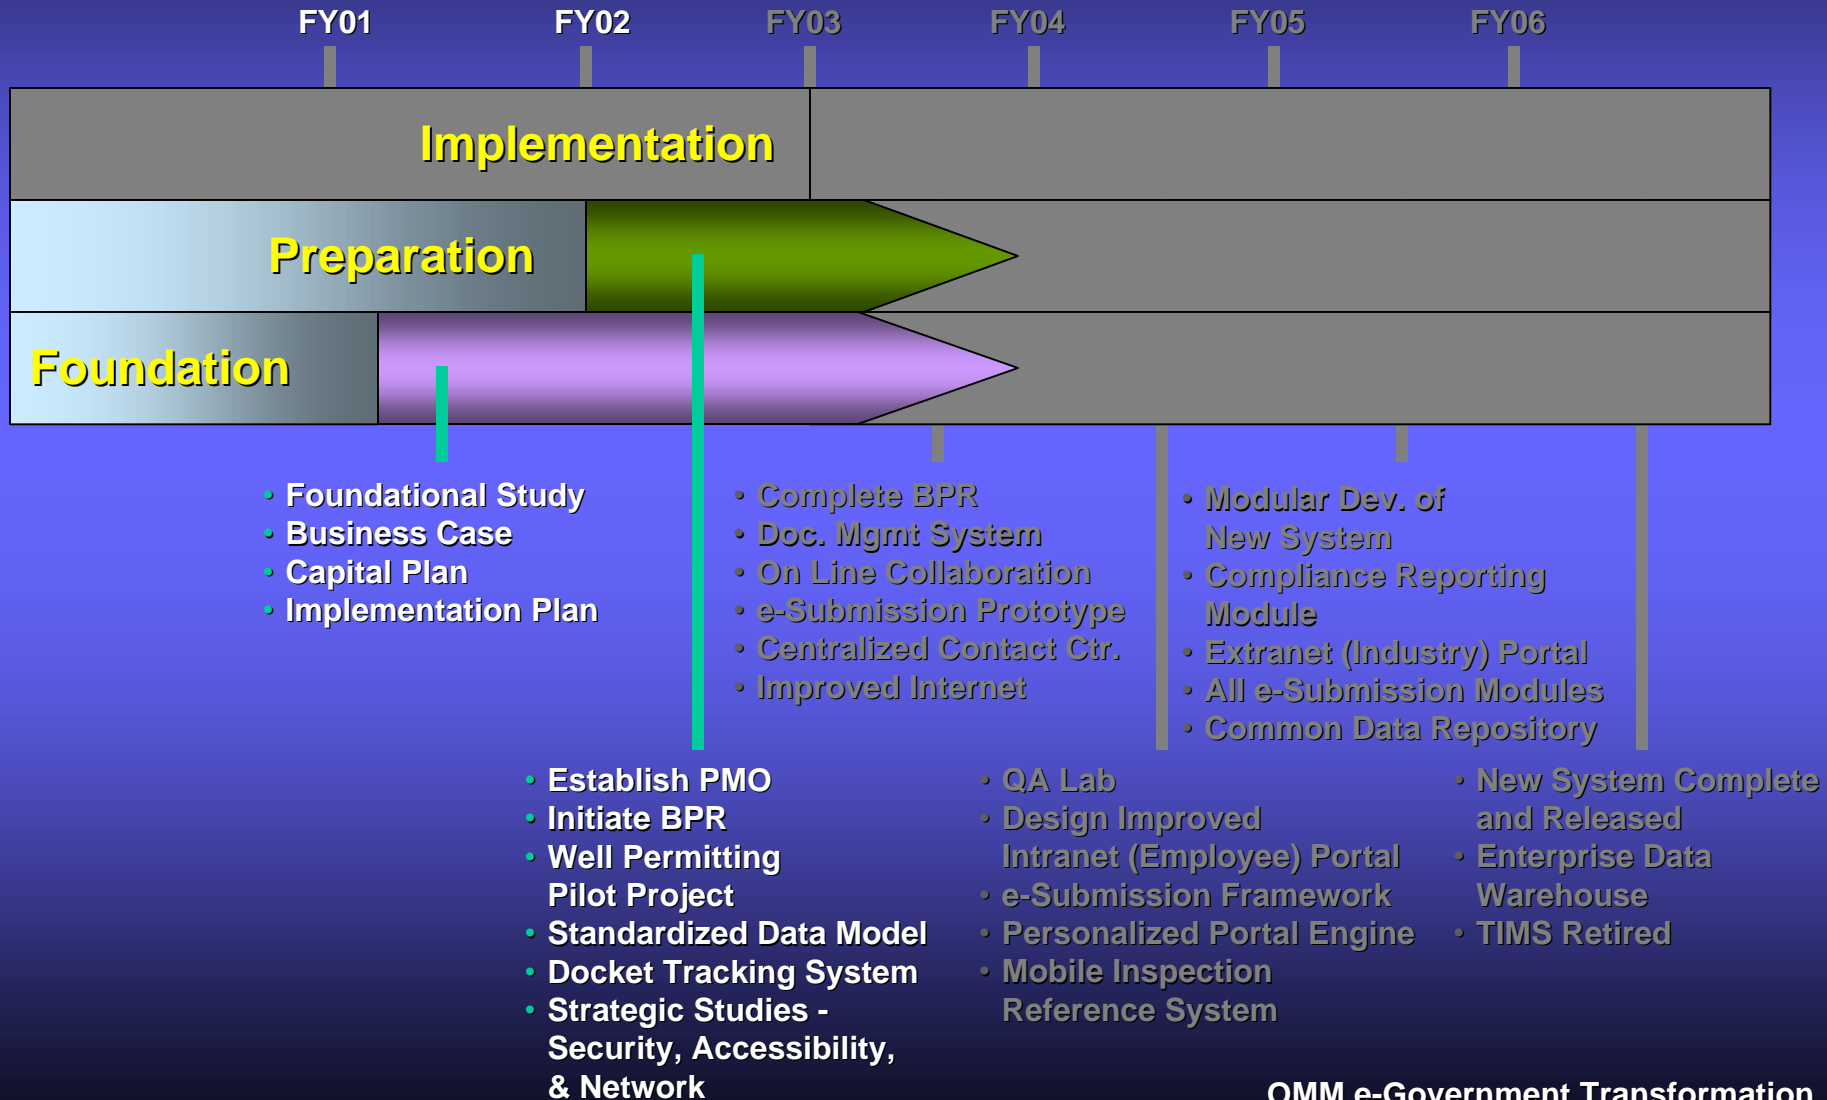 FY01 FY02 FY03 FY04 FY05 FY06
Implementation
Preparation
Foundation
• Foundational Study
• Business Case
• Capital Plan
• Implementation Plan
• Complete BPR
• Doc. Mgmt System
• On Line Collaboration
• e-Submission Prototype
• Centralized Contact Ctr.
• Improved Internet
• Modular Dev. of
New System
• Compliance Reporting
Module
• Extranet (Industry) Portal
• All e-Submission Modules
• Common Data Repository
• Establish PMO
• Initiate BPR
• Well Permitting
Pilot Project
• Standardized Data Model
• Docket Tracking System
• Strategic Studies -
Security, Accessibility,
& Network
• QA Lab
• Design Improved
Intranet (Employee) Portal
• e-Submission Framework
• Personalized Portal Engine
• Mobile Inspection
Reference System
• New System Complete
and Released
• Enterprise Data
Warehouse
• TIMS Retired
OMM e-Government Transformation